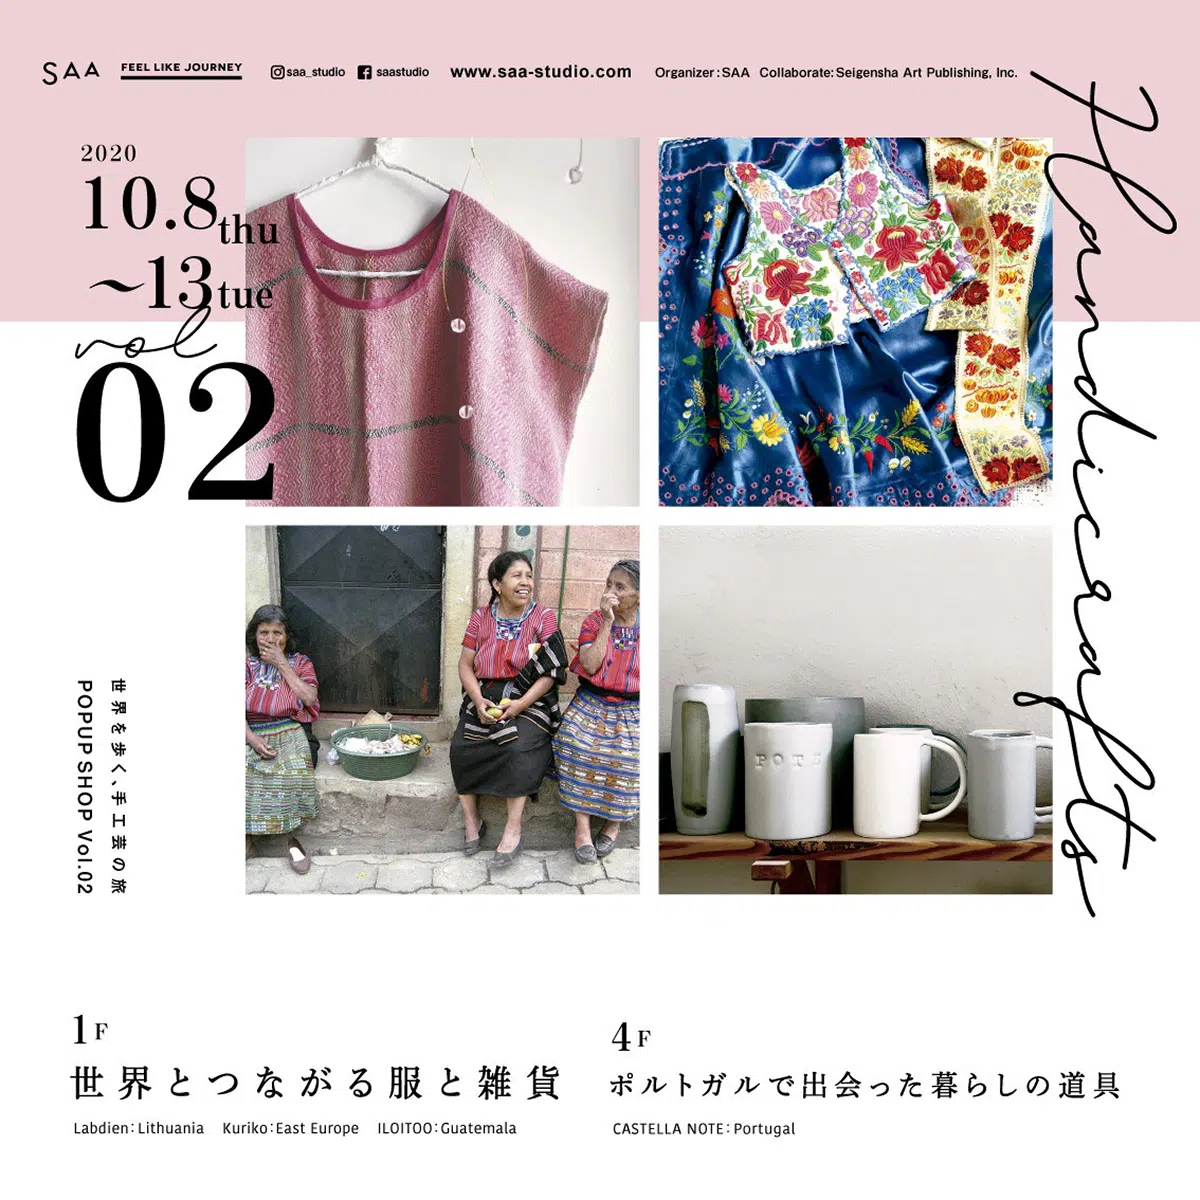 SAA
FEEL LIKE JOURNEY
saa_studio
saastudio
www.saa-studio.com
Organizer:SAA Collaborate:Seigensha Art Publishing, Inc.
2020
10.8thu
~13tue
vol
02
Handicrafts
POTE
世界を歩く、手工芸の旅
POPUP SHOP Vol.02
1F
世界とつながる服と雑貨
Labdien:Lithuania Kuriko:East Europe ILOITOO:Guatemala
4F
ポルトガルで出会った暮らしの道具
CASTELLA NOTE:Portugal